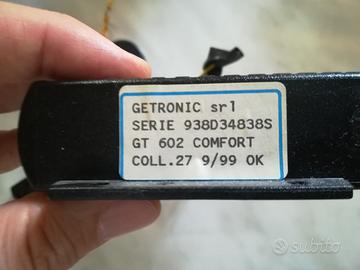 GETRONIC srl
SERIE 938D34838S
GT 602 COMFORT
COLL.27 9/99 OK
subito